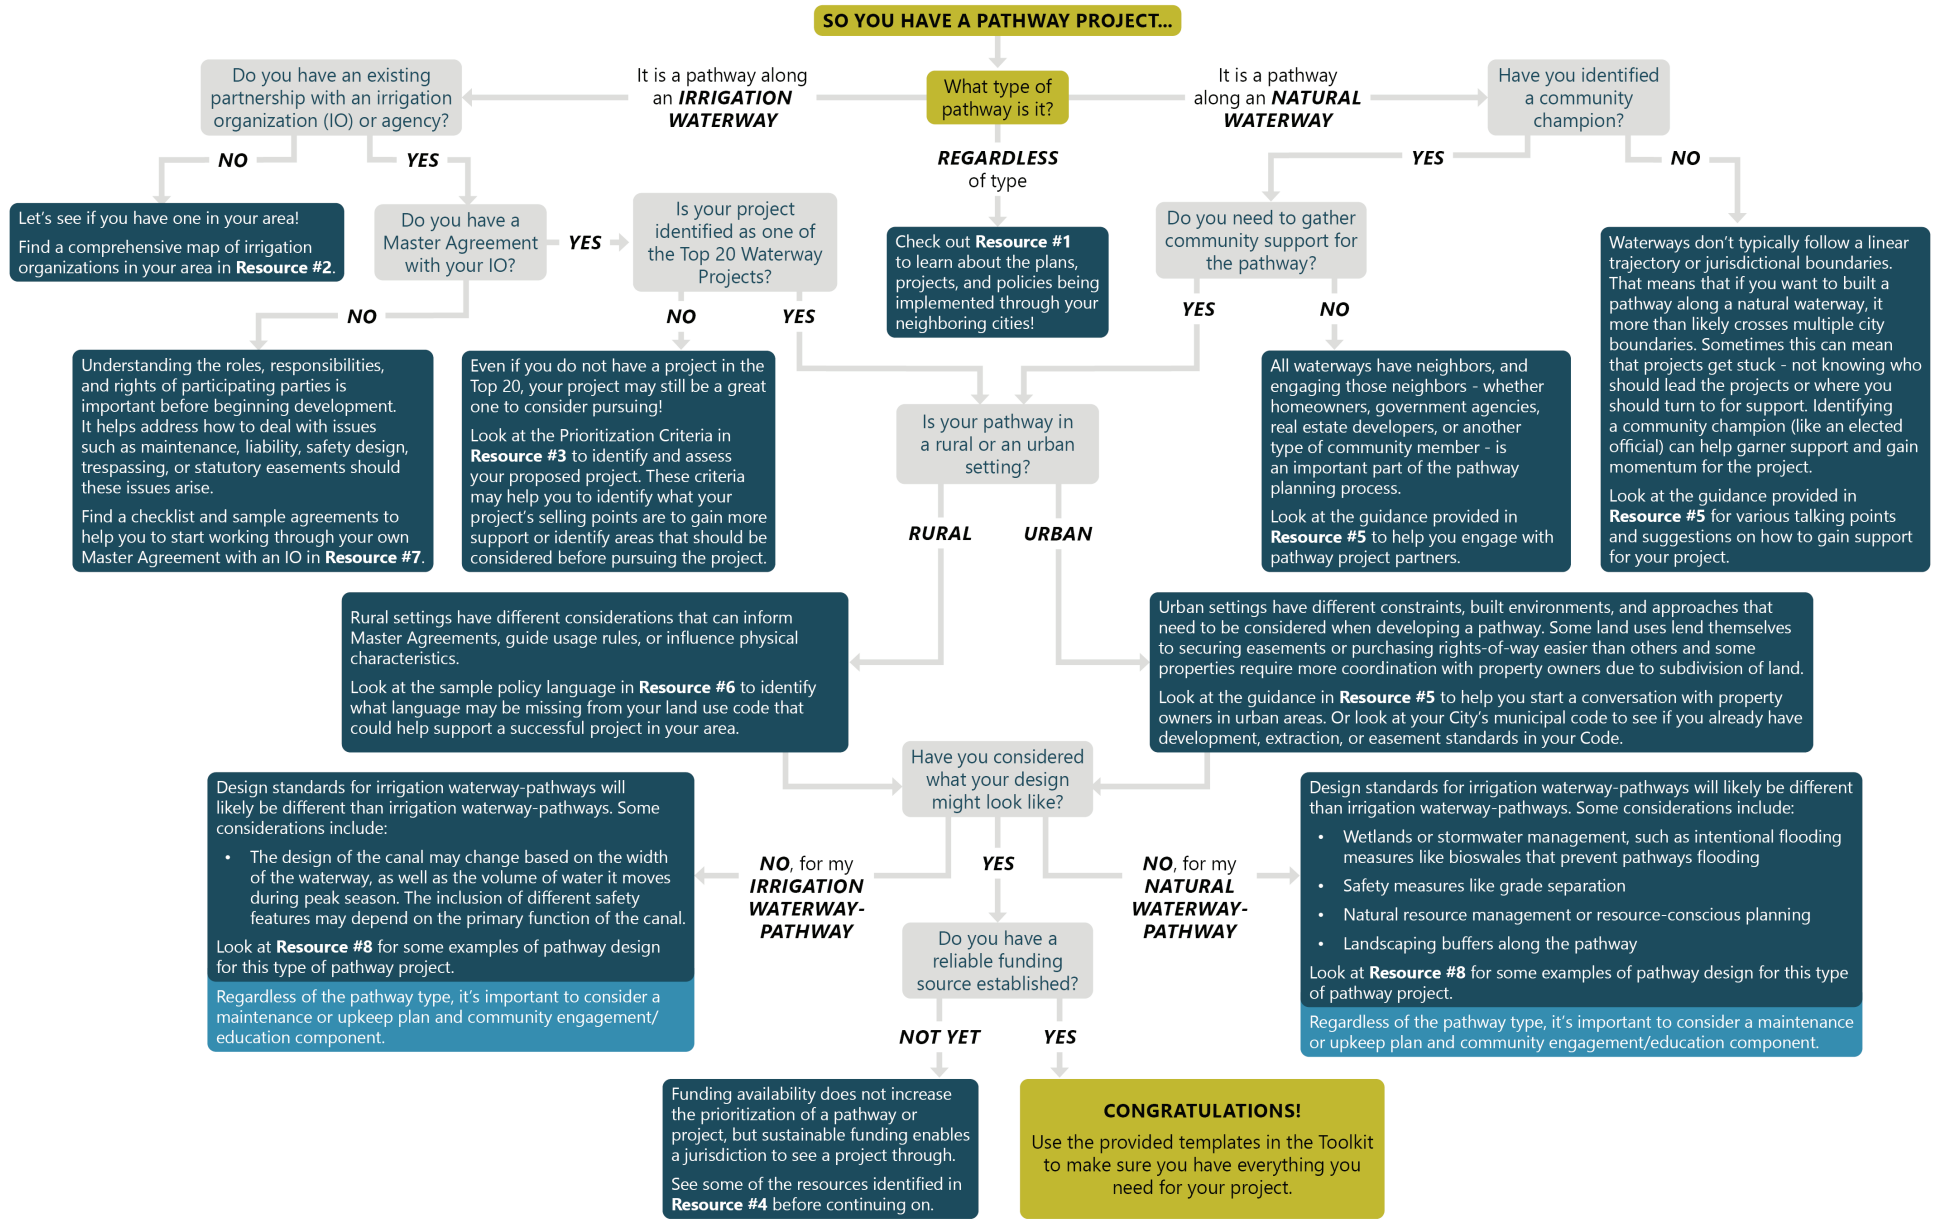 SO YOU HAVE A PATHWAY PROJECT...
What type of
pathway is it?
It is a pathway along
an IRRIGATION
WATERWAY
It is a pathway
along an NATURAL
WATERWAY
REGARDLESS
of type
Check out Resource #1
to learn about the plans,
projects, and policies being
implemented through your
neighboring cities!
Do you have an existing
partnership with an irrigation
organization (IO) or agency?
NO
YES
Let's see if you have one in your area!
Find a comprehensive map of irrigation
organizations in your area in Resource #2.
Do you have a
Master Agreement
with your IO?
YES
NO
Understanding the roles, responsibilities,
and rights of participating parties is
important before beginning development.
It helps address how to deal with issues
such as maintenance, liability, safety design,
trespassing, or statutory easements should
these issues arise.
Find a checklist and sample agreements to
help you to start working through your own
Master Agreement with an IO in Resource #7.
Is your project
identified as one of
the Top 20 Waterway
Projects?
NO
YES
Even if you do not have a project in the
Top 20, your project may still be a great
one to consider pursuing!
Look at the Prioritization Criteria in
Resource #3 to identify and assess
your proposed project. These criteria
may help you to identify what your
project's selling points are to gain more
support or identify areas that should be
considered before pursuing the project.
Have you identified
a community
champion?
YES
NO
Do you need to gather
community support for
the pathway?
YES
NO
All waterways have neighbors, and
engaging those neighbors - whether
homeowners, government agencies,
real estate developers, or another
type of community member - is
an important part of the pathway
planning process.
Look at the guidance provided in
Resource #5 to help you engage with
pathway project partners.
Waterways don't typically follow a linear
trajectory or jurisdictional boundaries.
That means that if you want to built a
pathway along a natural waterway, it
more than likely crosses multiple city
boundaries. Sometimes this can mean
that projects get stuck - not knowing who
should lead the projects or where you
should turn to for support. Identifying
a community champion (like an elected
official) can help garner support and gain
momentum for the project.
Look at the guidance provided in
Resource #5 for various talking points
and suggestions on how to gain support
for your project.
Is your pathway in
a rural or an urban
setting?
RURAL
URBAN
Rural settings have different considerations that can inform
Master Agreements, guide usage rules, or influence physical
characteristics.
Look at the sample policy language in Resource #6 to identify
what language may be missing from your land use code that
could help support a successful project in your area.
Urban settings have different constraints, built environments, and approaches that
need to be considered when developing a pathway. Some land uses lend themselves
to securing easements or purchasing rights-of-way easier than others and some
properties require more coordination with property owners due to subdivision of land.
Look at the guidance in Resource #5 to help you start a conversation with property
owners in urban areas. Or look at your City's municipal code to see if you already have
development, extraction, or easement standards in your Code.
Have you considered
what your design
might look like?
NO, for my
IRRIGATION
WATERWAY-
PATHWAY
YES
NO, for my
NATURAL
WATERWAY-
PATHWAY
Design standards for irrigation waterway-pathways will
likely be different than irrigation waterway-pathways. Some
considerations include:
• The design of the canal may change based on the width
of the waterway, as well as the volume of water it moves
during peak season. The inclusion of different safety
features may depend on the primary function of the canal.
Look at Resource #8 for some examples of pathway design
for this type of pathway project.
Regardless of the pathway type, it's important to consider a
maintenance or upkeep plan and community engagement/
education component.
Design standards for irrigation waterway-pathways will likely be different
than irrigation waterway-pathways. Some considerations include:
• Wetlands or stormwater management, such as intentional flooding
measures like bioswales that prevent pathways flooding
• Safety measures like grade separation
• Natural resource management or resource-conscious planning
• Landscaping buffers along the pathway
Look at Resource #8 for some examples of pathway design for this type
of pathway project.
Regardless of the pathway type, it's important to consider a maintenance
or upkeep plan and community engagement/education component.
Do you have a
reliable funding
source established?
NOT YET
YES
Funding availability does not increase
the prioritization of a pathway or
project, but sustainable funding enables
a jurisdiction to see a project through.
See some of the resources identified in
Resource #4 before continuing on.
CONGRATULATIONS!
Use the provided templates in the Toolkit
to make sure you have everything you
need for your project.